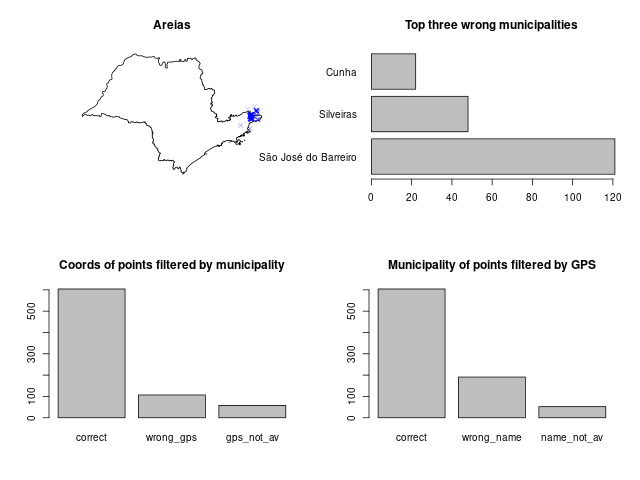 Areias
Top three wrong municipalities
Cunha
Silveiras
São José do Barreiro
0 20 40 60 80 100 120
Coords of points filtered by municipality
500
300
100
0
correct wrong_gps gps_not_av
Municipality of points filtered by GPS
500
300
100
0
correct wrong_name name_not_av